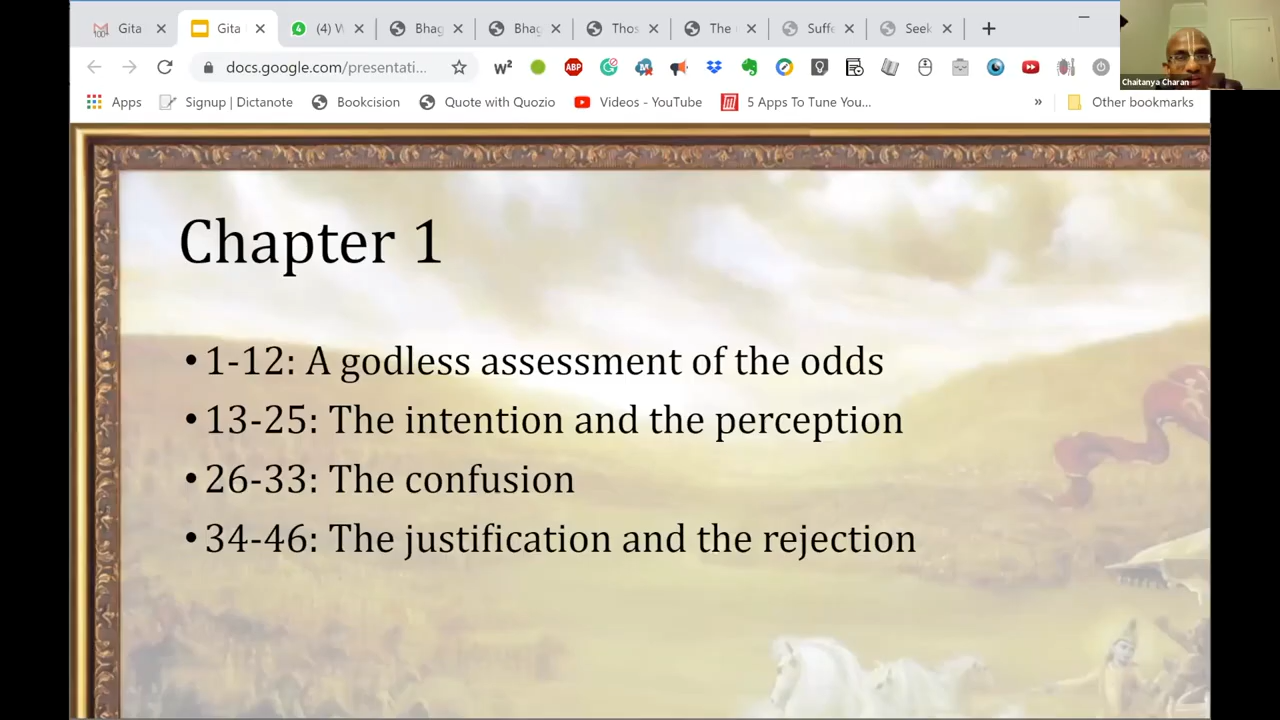 Gita
Gita
(4) W
Bhag
Bhag
Thos
The
Suffe
Seek
docs.google.com/presentati...
W²
ABP
Apps
Signup | Dictanote
Bookcision
Quote with Quozio
Videos - YouTube
5 Apps To Tune You...
»
Other bookmarks
Chaitanya Charan
Chapter 1
• 1-12: A godless assessment of the odds
• 13-25: The intention and the perception
• 26-33: The confusion
• 34-46: The justification and the rejection